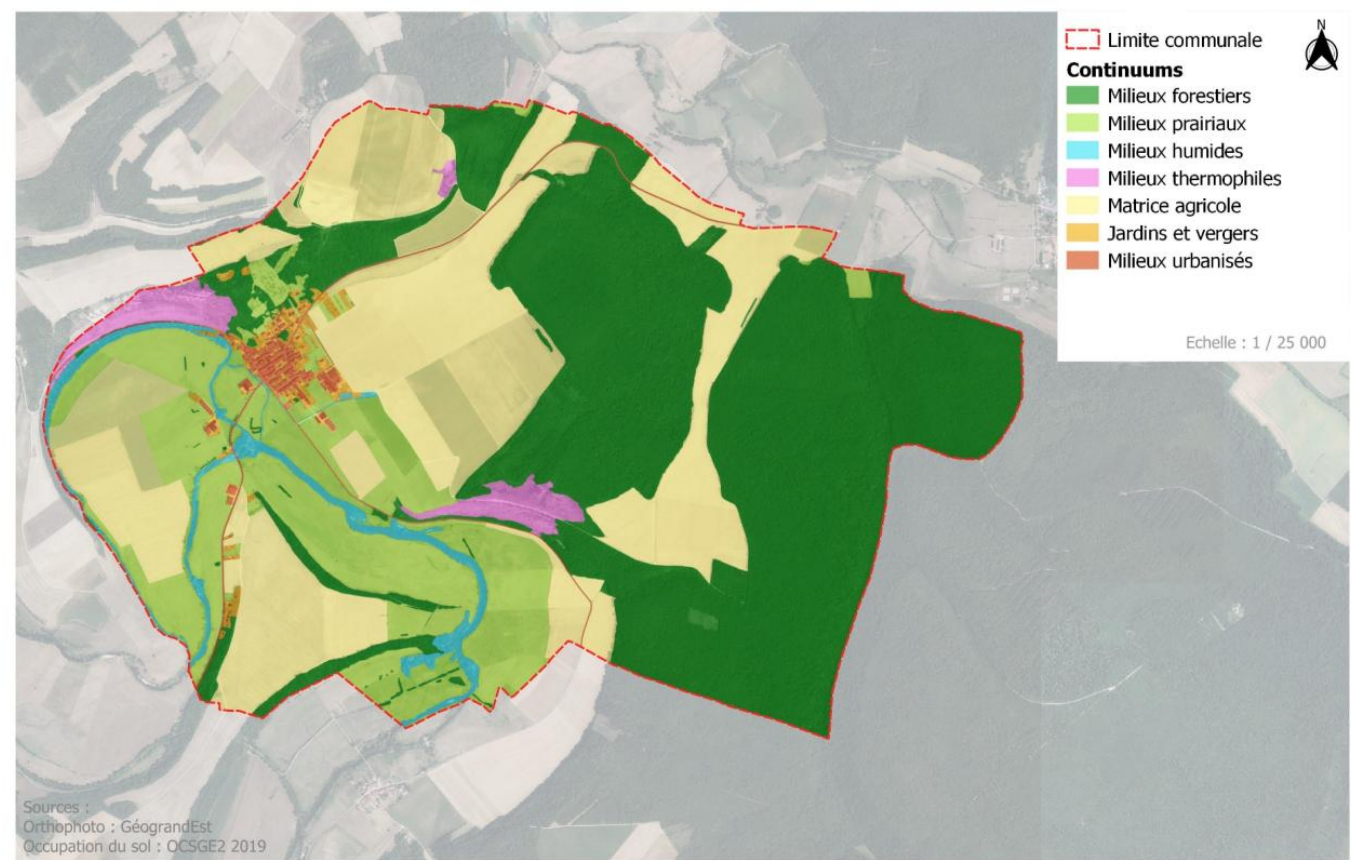 N
Limite communale
Continuums
Milieux forestiers
Milieux prairiaux
Milieux humides
Milieux thermophiles
Matrice agricole
Jardins et vergers
Milieux urbanisés
Echelle : 1 / 25 000
Sources :
Orthophoto : GéograndEst
Occupation du sol : OCSGE2 2019